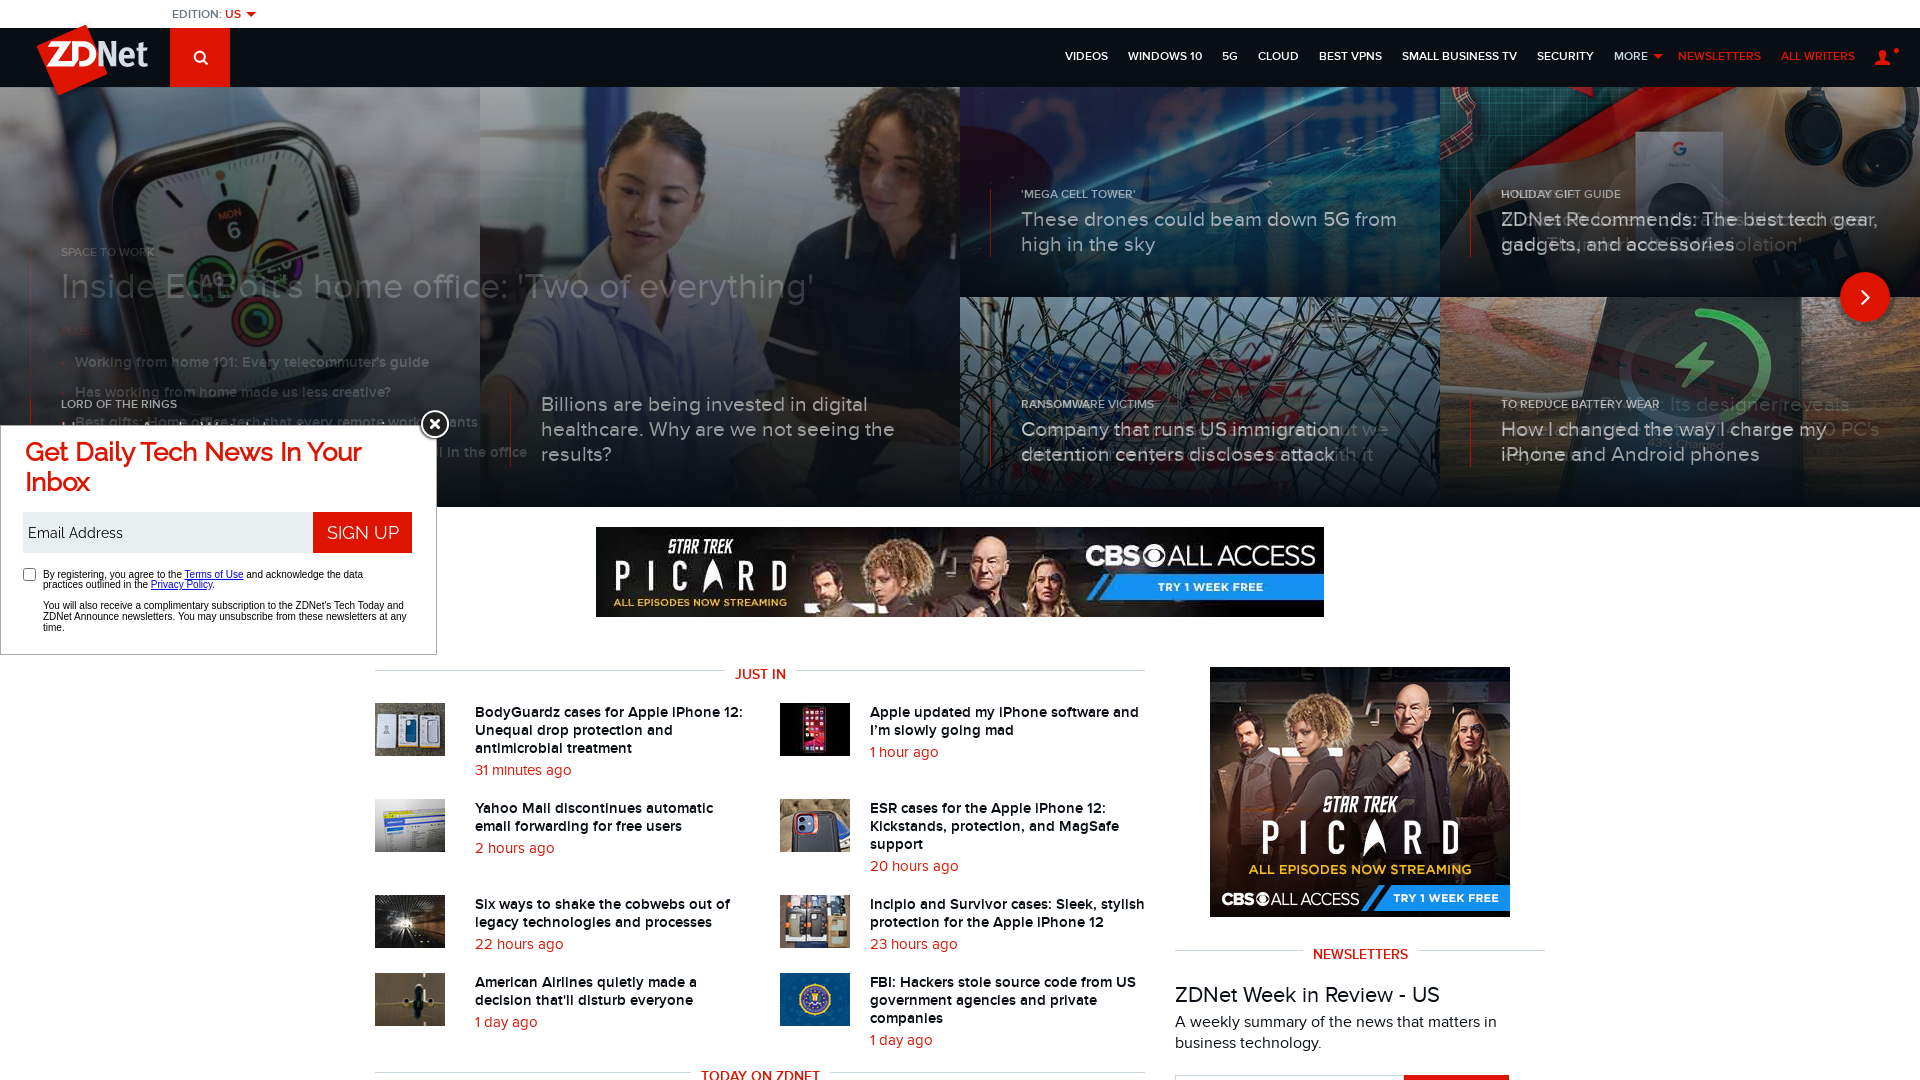 EDITION: US
ZDNet
VIDEOS WINDOWS 10 5G CLOUD BEST VPNS SMALL BUSINESS TV SECURITY MORE NEWSLETTERS ALL WRITERS
SPACE TO WORK
Inside Ed Bott's home office: 'Two of everything'
PLUS
Working from home 101: Every telecommuter's guide
Has working from home made us less creative?
LORD OF THE RINGS
Billions are being invested in digital
healthcare. Why are we not seeing the
results?
'MEGA CELL TOWER'
These drones could beam down 5G from
high in the sky
HOLIDAY GIFT GUIDE
ZDNet Recommends: The best tech gear,
gadgets, and accessories
RANSOMWARE VICTIMS
Company that runs US immigration
detention centers discloses attack
TO REDUCE BATTERY WEAR
How I changed the way I charge my
iPhone and Android phones
43% Charged
Get Daily Tech News In Your
Inbox
Email Address
SIGN UP
By registering, you agree to the Terms of Use and acknowledge the data
practices outlined in the Privacy Policy.
You will also receive a complimentary subscription to the ZDNet's Tech Today and
ZDNet Announce newsletters. You may unsubscribe from these newsletters at any
time.
STAR TREK
PICARD
ALL EPISODES NOW STREAMING
CBS ALL ACCESS
TRY 1 WEEK FREE
JUST IN
BodyGuardz cases for Apple iPhone 12:
Unequal drop protection and
antimicrobial treatment
31 minutes ago
Apple updated my iPhone software and
I’m slowly going mad
1 hour ago
Yahoo Mail discontinues automatic
email forwarding for free users
2 hours ago
ESR cases for the Apple iPhone 12:
Kickstands, protection, and MagSafe
support
20 hours ago
Six ways to shake the cobwebs out of
legacy technologies and processes
22 hours ago
Incipio and Survivor cases: Sleek, stylish
protection for the Apple iPhone 12
23 hours ago
American Airlines quietly made a
decision that'll disturb everyone
1 day ago
FBI: Hackers stole source code from US
government agencies and private
companies
1 day ago
TODAY ON ZDNET
STAR TREK
PICARD
ALL EPISODES NOW STREAMING
CBS ALL ACCESS TRY 1 WEEK FREE
NEWSLETTERS
ZDNet Week in Review - US
A weekly summary of the news that matters in
business technology.